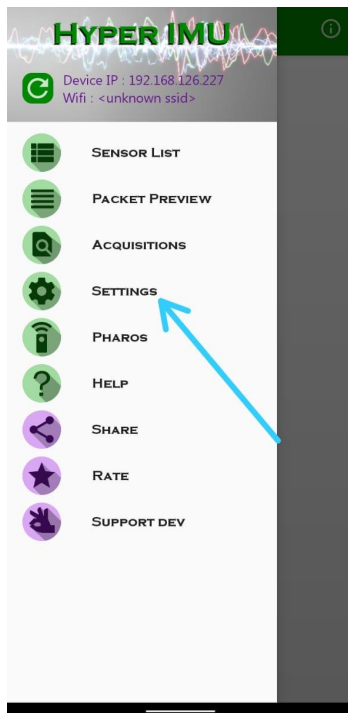 HYPER IMU
Device IP : 192.168.126.227
Wifi : <unknown ssid>
SENSOR LIST
PACKET PREVIEW
ACQUISITIONS
SETTINGS
PHAROS
HELP
SHARE
RATE
SUPPORT DEV